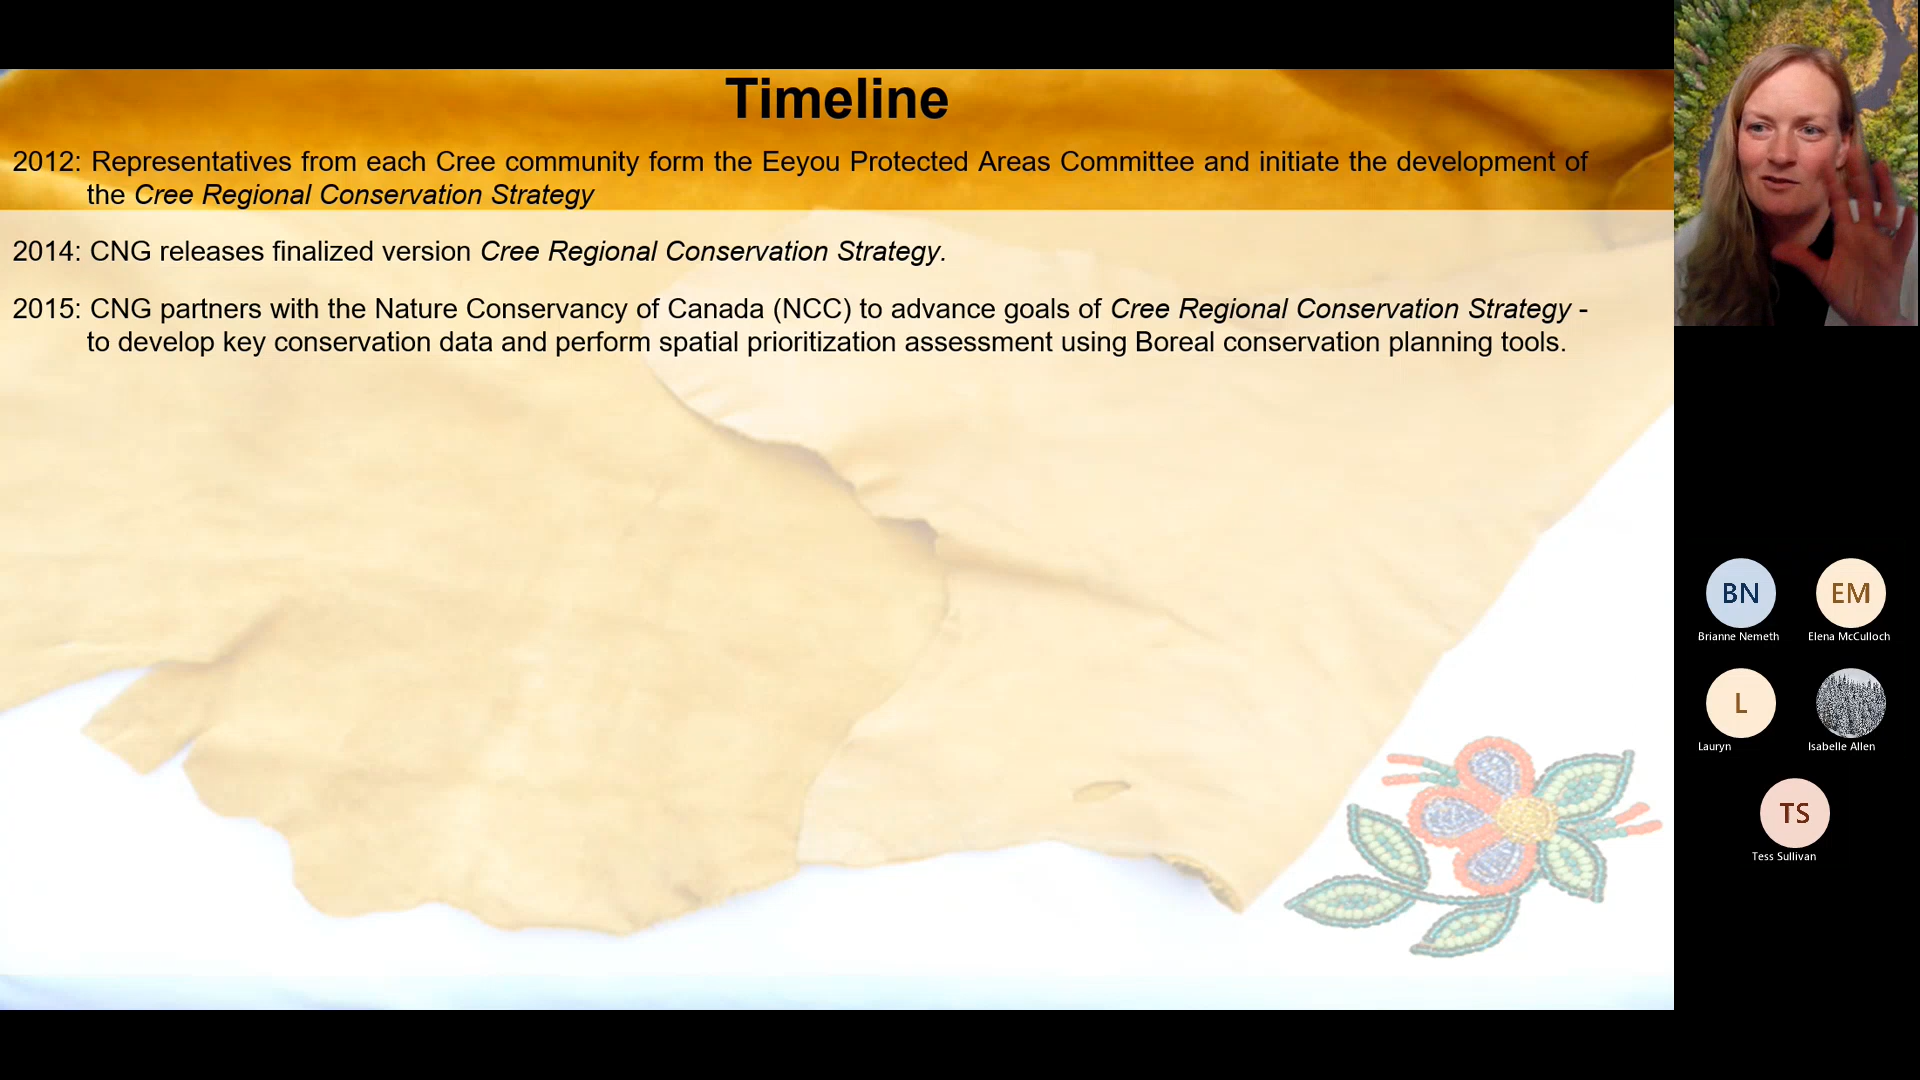 Timeline
2012: Representatives from each Cree community form the Eeyou Protected Areas Committee and initiate the development of
the Cree Regional Conservation Strategy
2014: CNG releases finalized version Cree Regional Conservation Strategy.
2015: CNG partners with the Nature Conservancy of Canada (NCC) to advance goals of Cree Regional Conservation Strategy -
to develop key conservation data and perform spatial prioritization assessment using Boreal conservation planning tools.
BN
Brianne Nemeth
EM
Elena McCulloch
L
Lauryn
Isabelle Allen
TS
Tess Sullivan